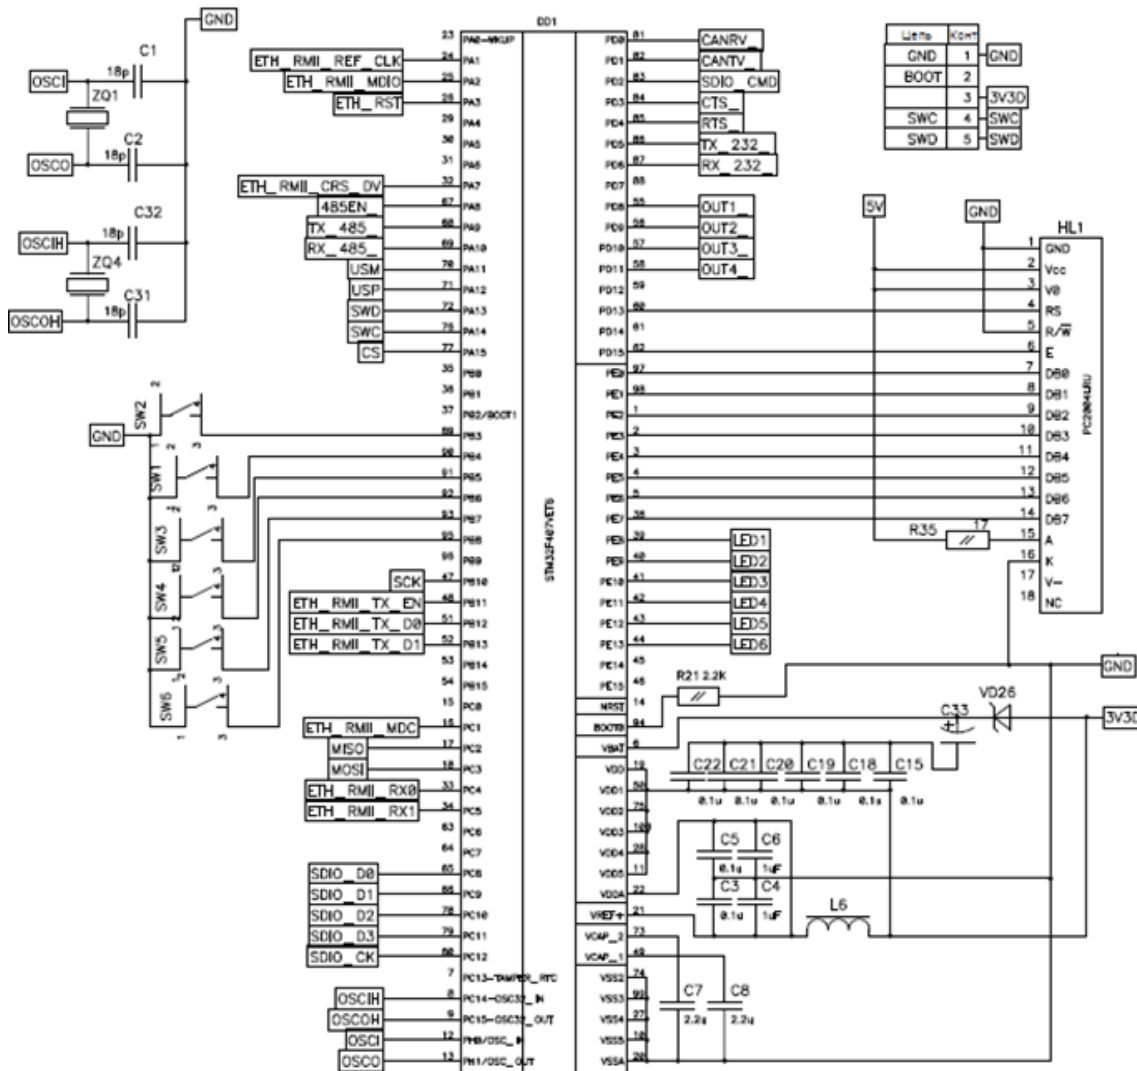 GND
C1
18p
OSCI
ZQ1
C2
18p
OSCO
C32
18p
OSCIH
ZQ4
C31
18p
OSCOH
SW2
GND
SW1
SW3
SW4
SW5
SW6
DD1
STM32F407VET6
ETH_RMII_REF_CLK 24 PA1
ETH_RMII_MDIO 25 PA2
ETH_RST 26 PA3
29 PA4
30 PA5
31 PA6
ETH_RMII_CRS_DV 32 PA7
485EN_ 67 PA8
TX_485_ 68 PA9
RX_485_ 69 PA10
USM 70 PA11
USP 71 PA12
SWD 72 PA13
SWC 76 PA14
CS 77 PA15
35 PB0
36 PB1
37 PB2/BOOT1
89 PB3
90 PB4
91 PB5
92 PB6
93 PB7
95 PB8
96 PB9
SCK 47 PB10
ETH_RMII_TX_EN 48 PB11
ETH_RMII_TX_D0 51 PB12
ETH_RMII_TX_D1 52 PB13
53 PB14
54 PB15
15 PC0
ETH_RMII_MDC 16 PC1
MISO 17 PC2
MOSI 18 PC3
ETH_RMII_RX0 33 PC4
ETH_RMII_RX1 34 PC5
63 PC6
64 PC7
SDIO_D0 65 PC8
SDIO_D1 66 PC9
SDIO_D2 78 PC10
SDIO_D3 79 PC11
SDIO_CK 80 PC12
7 PC13-TAMPER_RTC
OSCIH 8 PC14-OSC32_IN
OSCOH 9 PC15-OSC32_OUT
OSCI 12 PH0/OSC_IN
OSCO 13 PH1/OSC_OUT
PD0 81 CANRV_
PD1 82 CANTV_
PD2 83 SDIO_CMD
PD3 84 CTS_
PD4 85 RTS_
PD5 86 TX_232_
PD6 87 RX_232_
PD7 88
PD8 55 OUT1_
PD9 56 OUT2_
PD10 57 OUT3_
PD11 58 OUT4_
PD12 59
PD13 60
PD14 61
PD15 62
PE0 97
PE1 98
PE2 1
PE3 2
PE4 3
PE5 4
PE6 5
PE7 38
PE8 39 LED1
PE9 40 LED2
PE10 41 LED3
PE11 42 LED4
PE12 43 LED5
PE13 44 LED6
PE14 45
PE15 46
NRST 14
BOOT0 94
VBAT 6
VDD 19
VDD1 50
VDD2 75
VDD3 100
VDD4 28
VDD5 11
VDDA 22
VREF+ 21
VCAP_2 73
VCAP_1 49
VSS2 74
VSS3 99
VSS4 27
VSS5 10
VSSA 20
Цепь Конт
GND 1 GND
BOOT 2
3 3V3D
SWC 4 SWC
SWD 5 SWD
5V
GND
HL1
PC2004LRU
1 GND
2 Vcc
3 V0
4 RS
5 R/W
6 E
7 DB0
8 DB1
9 DB2
10 DB3
11 DB4
12 DB5
13 DB6
14 DB7
R35 17
15 A
16 K
17 V-
18 NC
R21 2.2K
GND
VD26
C33
+
3V3D
C22 C21 C20 C19 C18 C15
0.1u 0.1u 0.1u 0.1u 0.1u 0.1u
C5 C6
0.1u 1uF
C3 C4
0.1u 1uF
L6
C7 C8
2.2u 2.2u